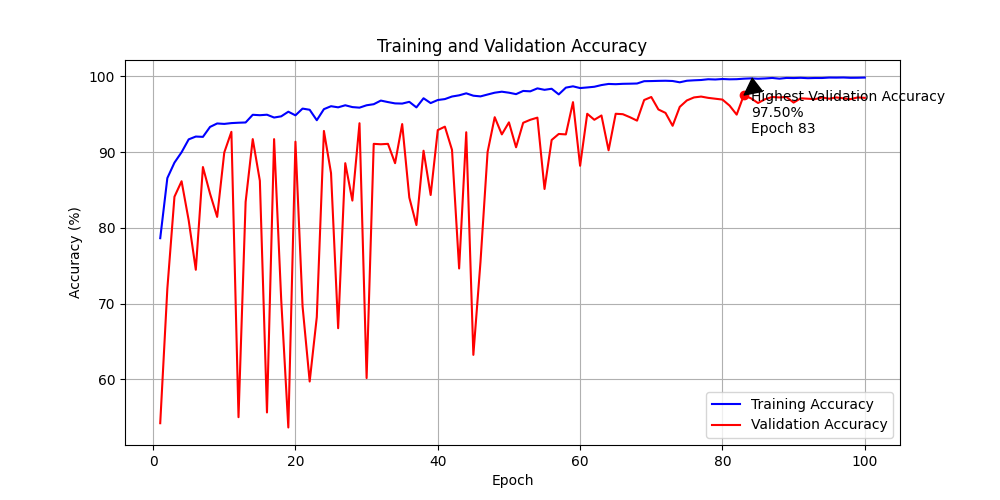 Training and Validation Accuracy
Accuracy (%)
100
90
80
70
60
Highest Validation Accuracy
97.50%
Epoch 83
Training Accuracy
Validation Accuracy
0
20
40
60
80
100
Epoch